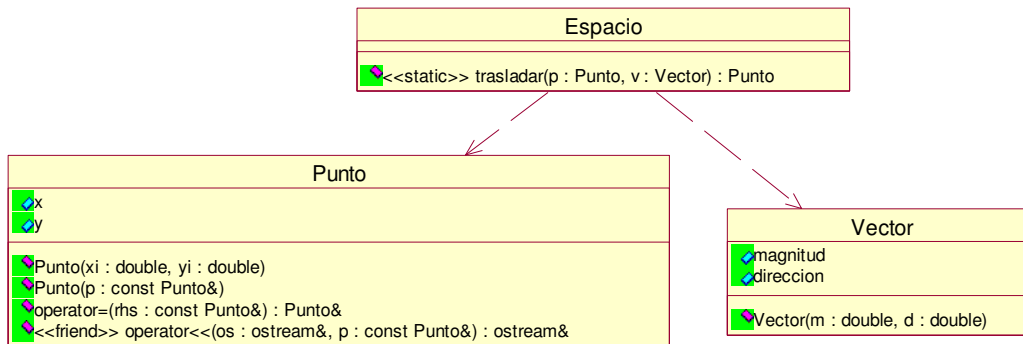 Espacio
<<static>> trasladar(p : Punto, v : Vector) : Punto
Punto
x
y
Punto(xi : double, yi : double)
Punto(p : const Punto&)
operator=(rhs : const Punto&) : Punto&
<<friend>> operator<<(os : ostream&, p : const Punto&) : ostream&
Vector
magnitud
direccion
Vector(m : double, d : double)